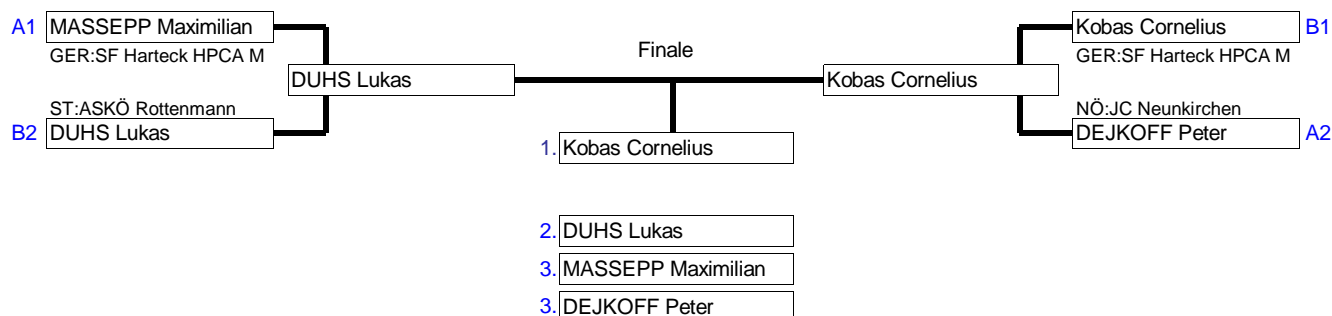 A1 MASSEPP Maximilian
GER:SF Harteck HPCA M
Kobas Cornelius B1
GER:SF Harteck HPCA M
Finale
DUHS Lukas
Kobas Cornelius
ST:ASKÖ Rottenmann
B2 DUHS Lukas
NÖ:JC Neunkirchen
DEJKOFF Peter A2
1. Kobas Cornelius
2. DUHS Lukas
3. MASSEPP Maximilian
3. DEJKOFF Peter